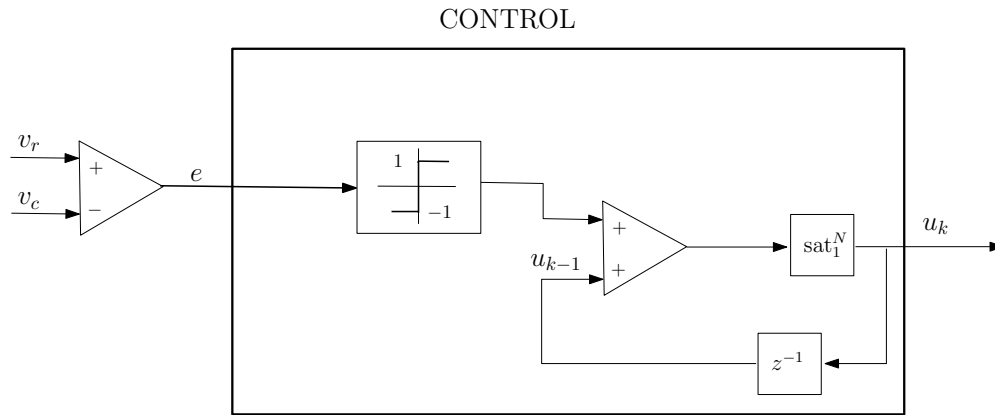 CONTROL
v_r
+
v_c
−
e
1
−1
+
u_{k−1}
+
sat_1^N
u_k
z^{−1}